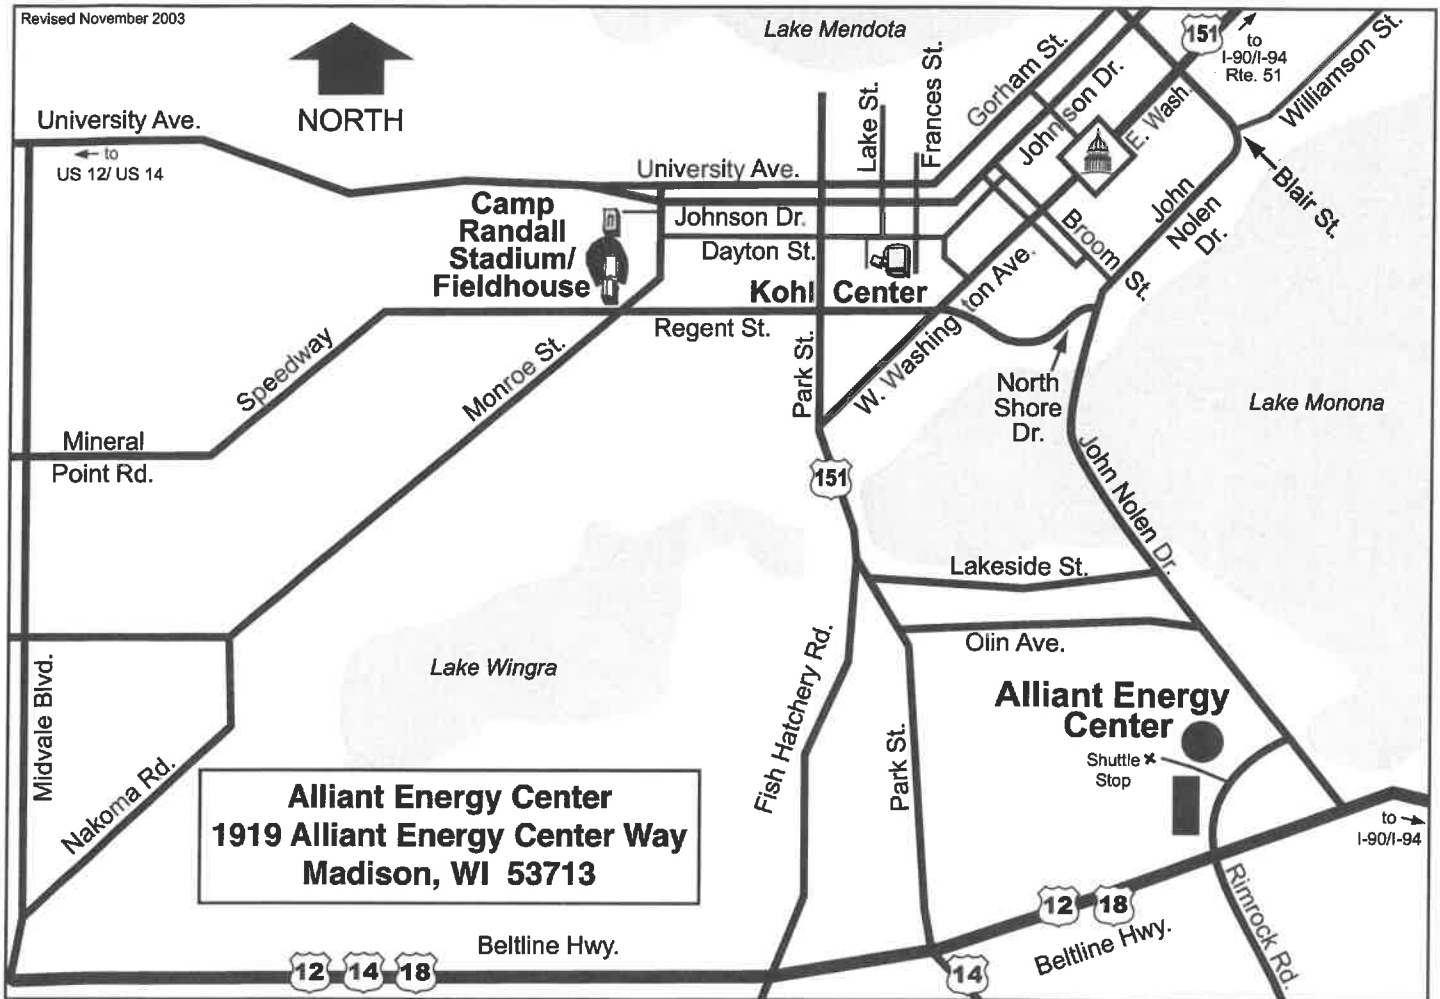 Revised November 2003
Lake Mendota
151
to
I-90/I-94
Rte. 51
NORTH
University Ave.
to
US 12/ US 14
Gorham St.
Johnson Dr.
E. Wash.
Williamson St.
Lake St.
Frances St.
University Ave.
Johnson Dr.
Dayton St.
Camp
Randall
Stadium/
Fieldhouse
Kohl Center
Regent St.
Broom St.
John
Nolen
Dr.
Blair St.
Speedway
Monroe St.
Park St.
W. Washington Ave.
North
Shore
Dr.
Lake Monona
Mineral
Point Rd.
151
John Nolen Dr.
Lakeside St.
Olin Ave.
Lake Wingra
Midvale Blvd.
Nakoma Rd.
Fish Hatchery Rd.
Park St.
Alliant Energy
Center
Shuttle
Stop
Alliant Energy Center
1919 Alliant Energy Center Way
Madison, WI 53713
to
I-90/I-94
12 18
Beltline Hwy.
Rimrock Rd.
Beltline Hwy.
12 14 18
14